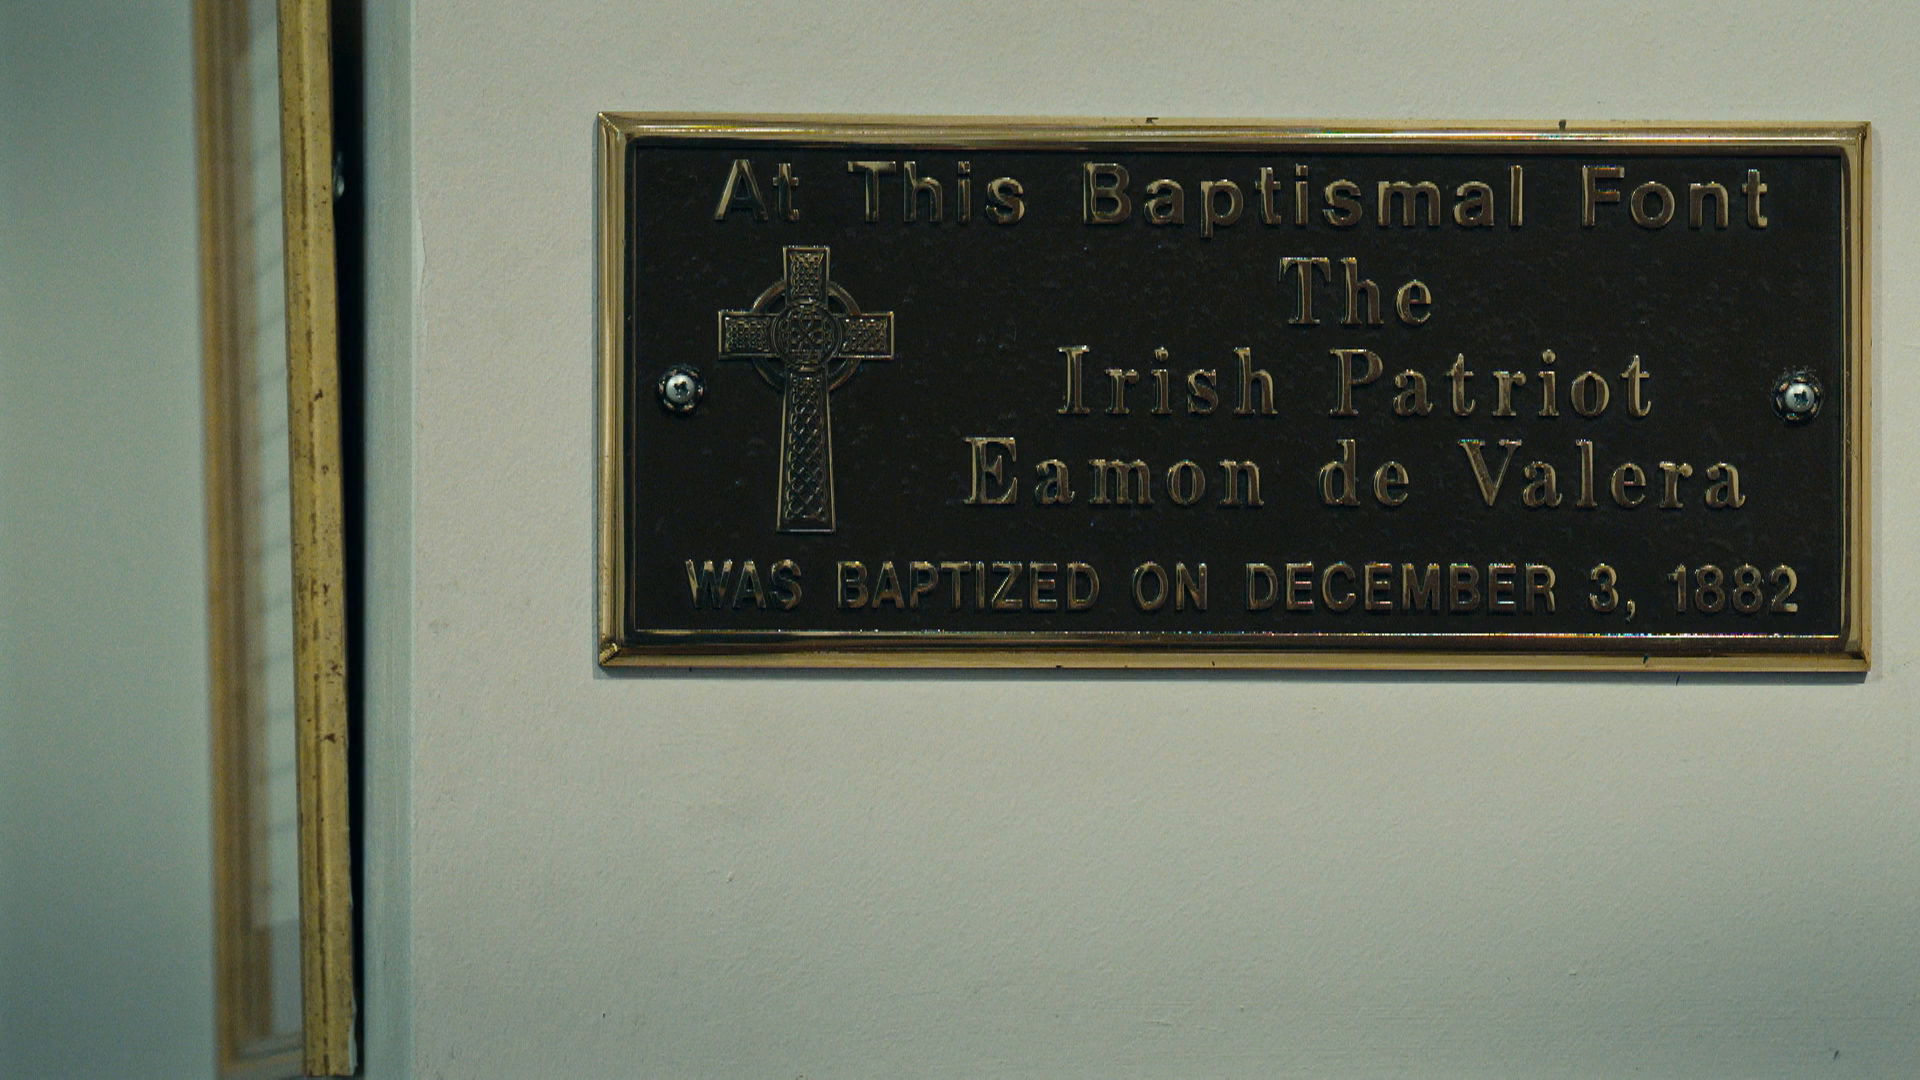 At This Baptismal Font
The
Irish Patriot
Eamon de Valera
WAS BAPTIZED ON DECEMBER 3, 1882